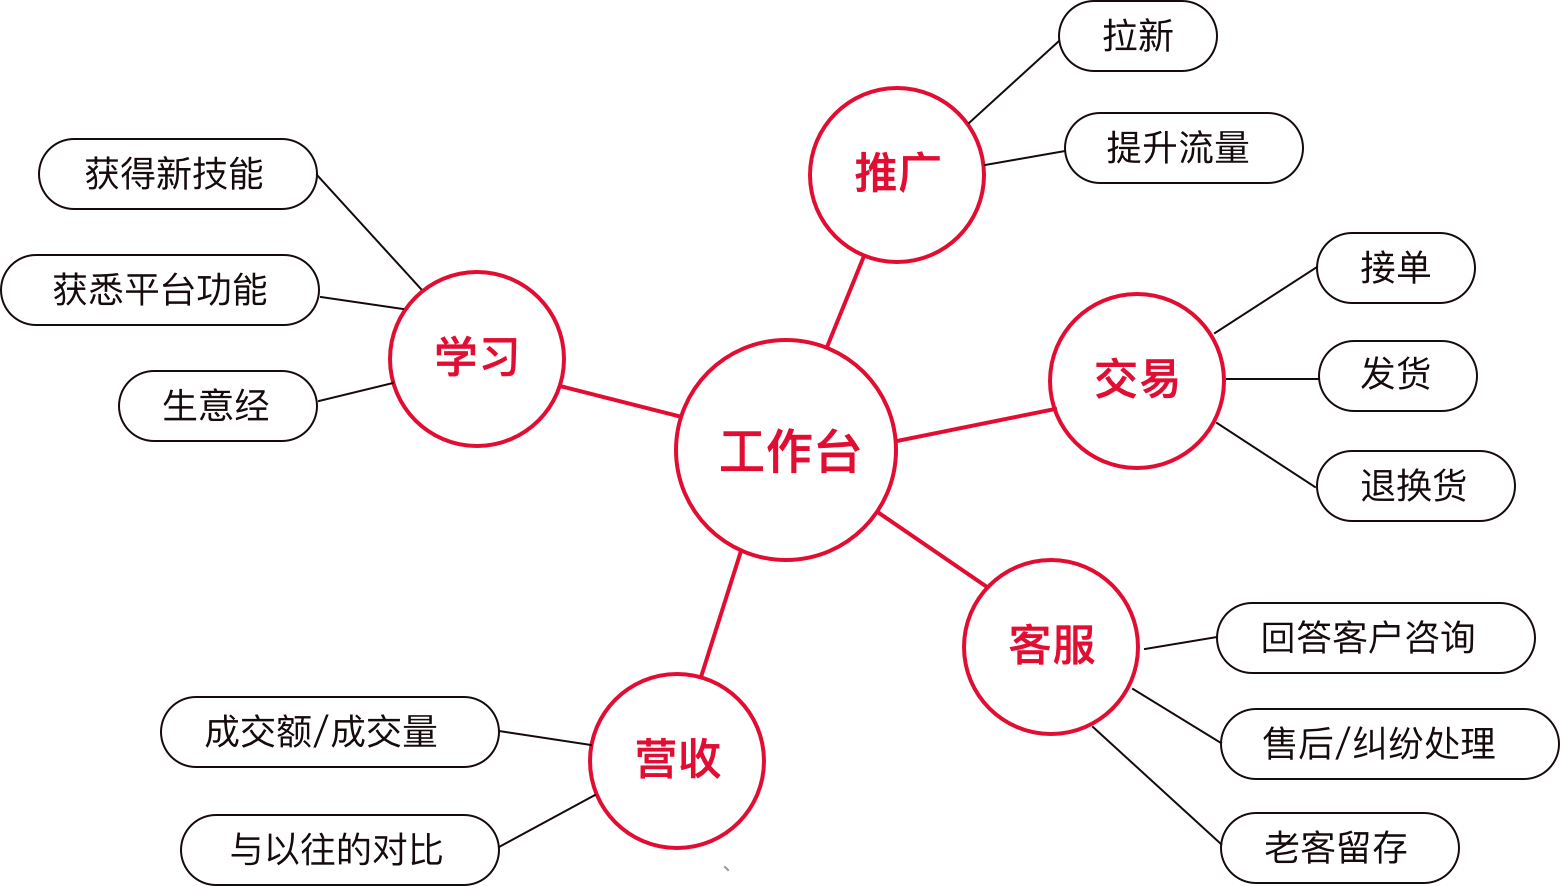 拉新
推广
提升流量
获得新技能
获悉平台功能
生意经
学习
接单
交易
发货
退换货
工作台
客服
回答客户咨询
售后/纠纷处理
老客留存
成交额/成交量
营收
与以往的对比